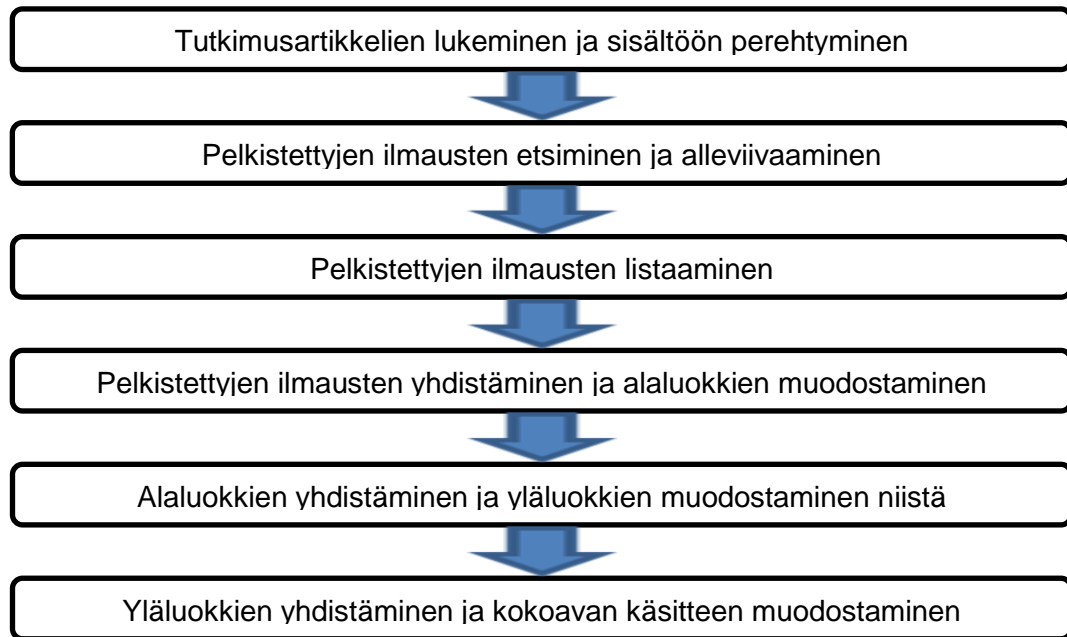 Tutkimusartikkelien lukeminen ja sisältöön perehtyminen
Pelkistettyjen ilmausten etsiminen ja alleviivaaminen
Pelkistettyjen ilmausten listaaminen
Pelkistettyjen ilmausten yhdistäminen ja alaluokkien muodostaminen
Alaluokkien yhdistäminen ja yläluokkien muodostaminen niistä
Yläluokkien yhdistäminen ja kokoavan käsitteen muodostaminen